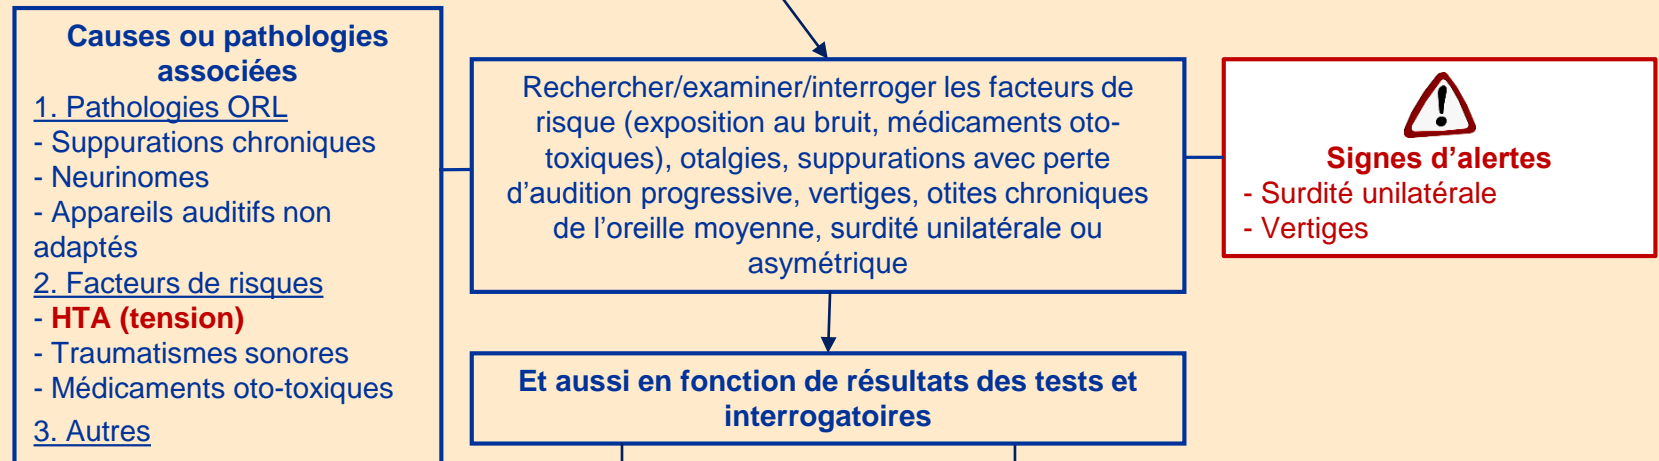 Causes ou pathologies
associées
1. Pathologies ORL
- Suppurations chroniques
- Neurinomes
- Appareils auditifs non
adaptés
2. Facteurs de risques
- HTA (tension)
- Traumatismes sonores
- Médicaments oto-toxiques
3. Autres
Rechercher/examiner/interroger les facteurs de
risque (exposition au bruit, médicaments oto-
toxiques), otalgies, suppurations avec perte
d’audition progressive, vertiges, otites chroniques
de l’oreille moyenne, surdité unilatérale ou
asymétrique
!
Signes d’alertes
- Surdité unilatérale
- Vertiges
Et aussi en fonction de résultats des tests et
interrogatoires